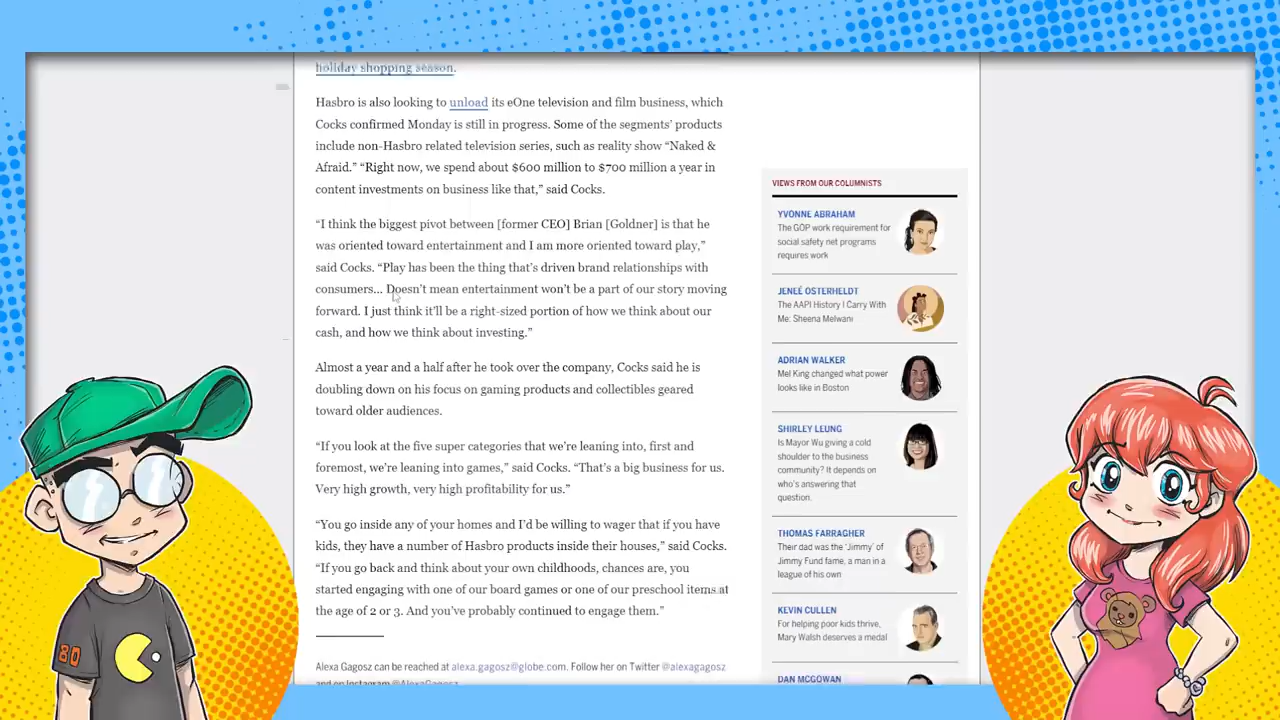 holiday shopping season.
Hasbro is also looking to unload its eOne television and film business, which
Cocks confirmed Monday is still in progress. Some of the segments’ products
include non-Hasbro related television series, such as reality show “Naked &
Afraid.” “Right now, we spend about $600 million to $700 million a year in
content investments on business like that,” said Cocks.
“I think the biggest pivot between [former CEO] Brian [Goldner] is that he
was oriented toward entertainment and I am more oriented toward play,”
said Cocks. “Play has been the thing that’s driven brand relationships with
consumers... Doesn’t mean entertainment won’t be a part of our story moving
forward. I just think it’ll be a right-sized portion of how we think about our
cash, and how we think about investing.”
Almost a year and a half after he took over the company, Cocks said he is
doubling down on his focus on gaming products and collectibles geared
toward older audiences.
“If you look at the five super categories that we’re leaning into, first and
foremost, we’re leaning into games,” said Cocks. “That’s a big business for us.
Very high growth, very high profitability for us.”
“You go inside any of your homes and I’d be willing to wager that if you have
kids, they have a number of Hasbro products inside their houses,” said Cocks.
“If you go back and think about your own childhoods, chances are, you
started engaging with one of our board games or one of our preschool items at
the age of 2 or 3. And you’ve probably continued to engage them.”
Alexa Gagosz can be reached at alexa.gagosz@globe.com. Follow her on Twitter @alexagagosz
and on Instagram @AlexaGagosz.
VIEWS FROM OUR COLUMNISTS
YVONNE ABRAHAM
The GOP work requirement for
social safety net programs
requires work
JENEÉ OSTERHELDT
The AAPI History I Carry With
Me: Sheena Melwani
ADRIAN WALKER
Mel King changed what power
looks like in Boston
SHIRLEY LEUNG
Is Mayor Wu giving a cold
shoulder to the business
community? It depends on
who's answering that
question.
THOMAS FARRAGHER
Their dad was the 'Jimmy' of
Jimmy Fund fame, a man in a
league of his own
KEVIN CULLEN
For helping poor kids thrive,
Mary Walsh deserves a medal
DAN MCGOWAN
80